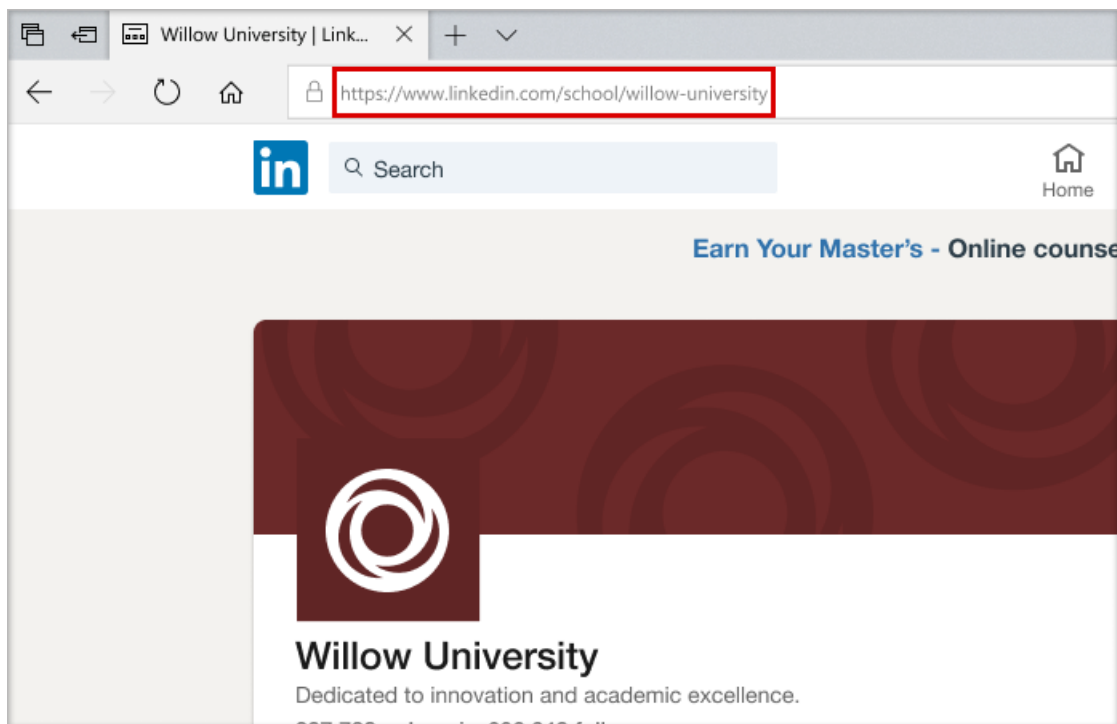 Willow University | Link...
https://www.linkedin.com/school/willow-university
in
Search
Home
Earn Your Master's - Online counse
Willow University
Dedicated to innovation and academic excellence.